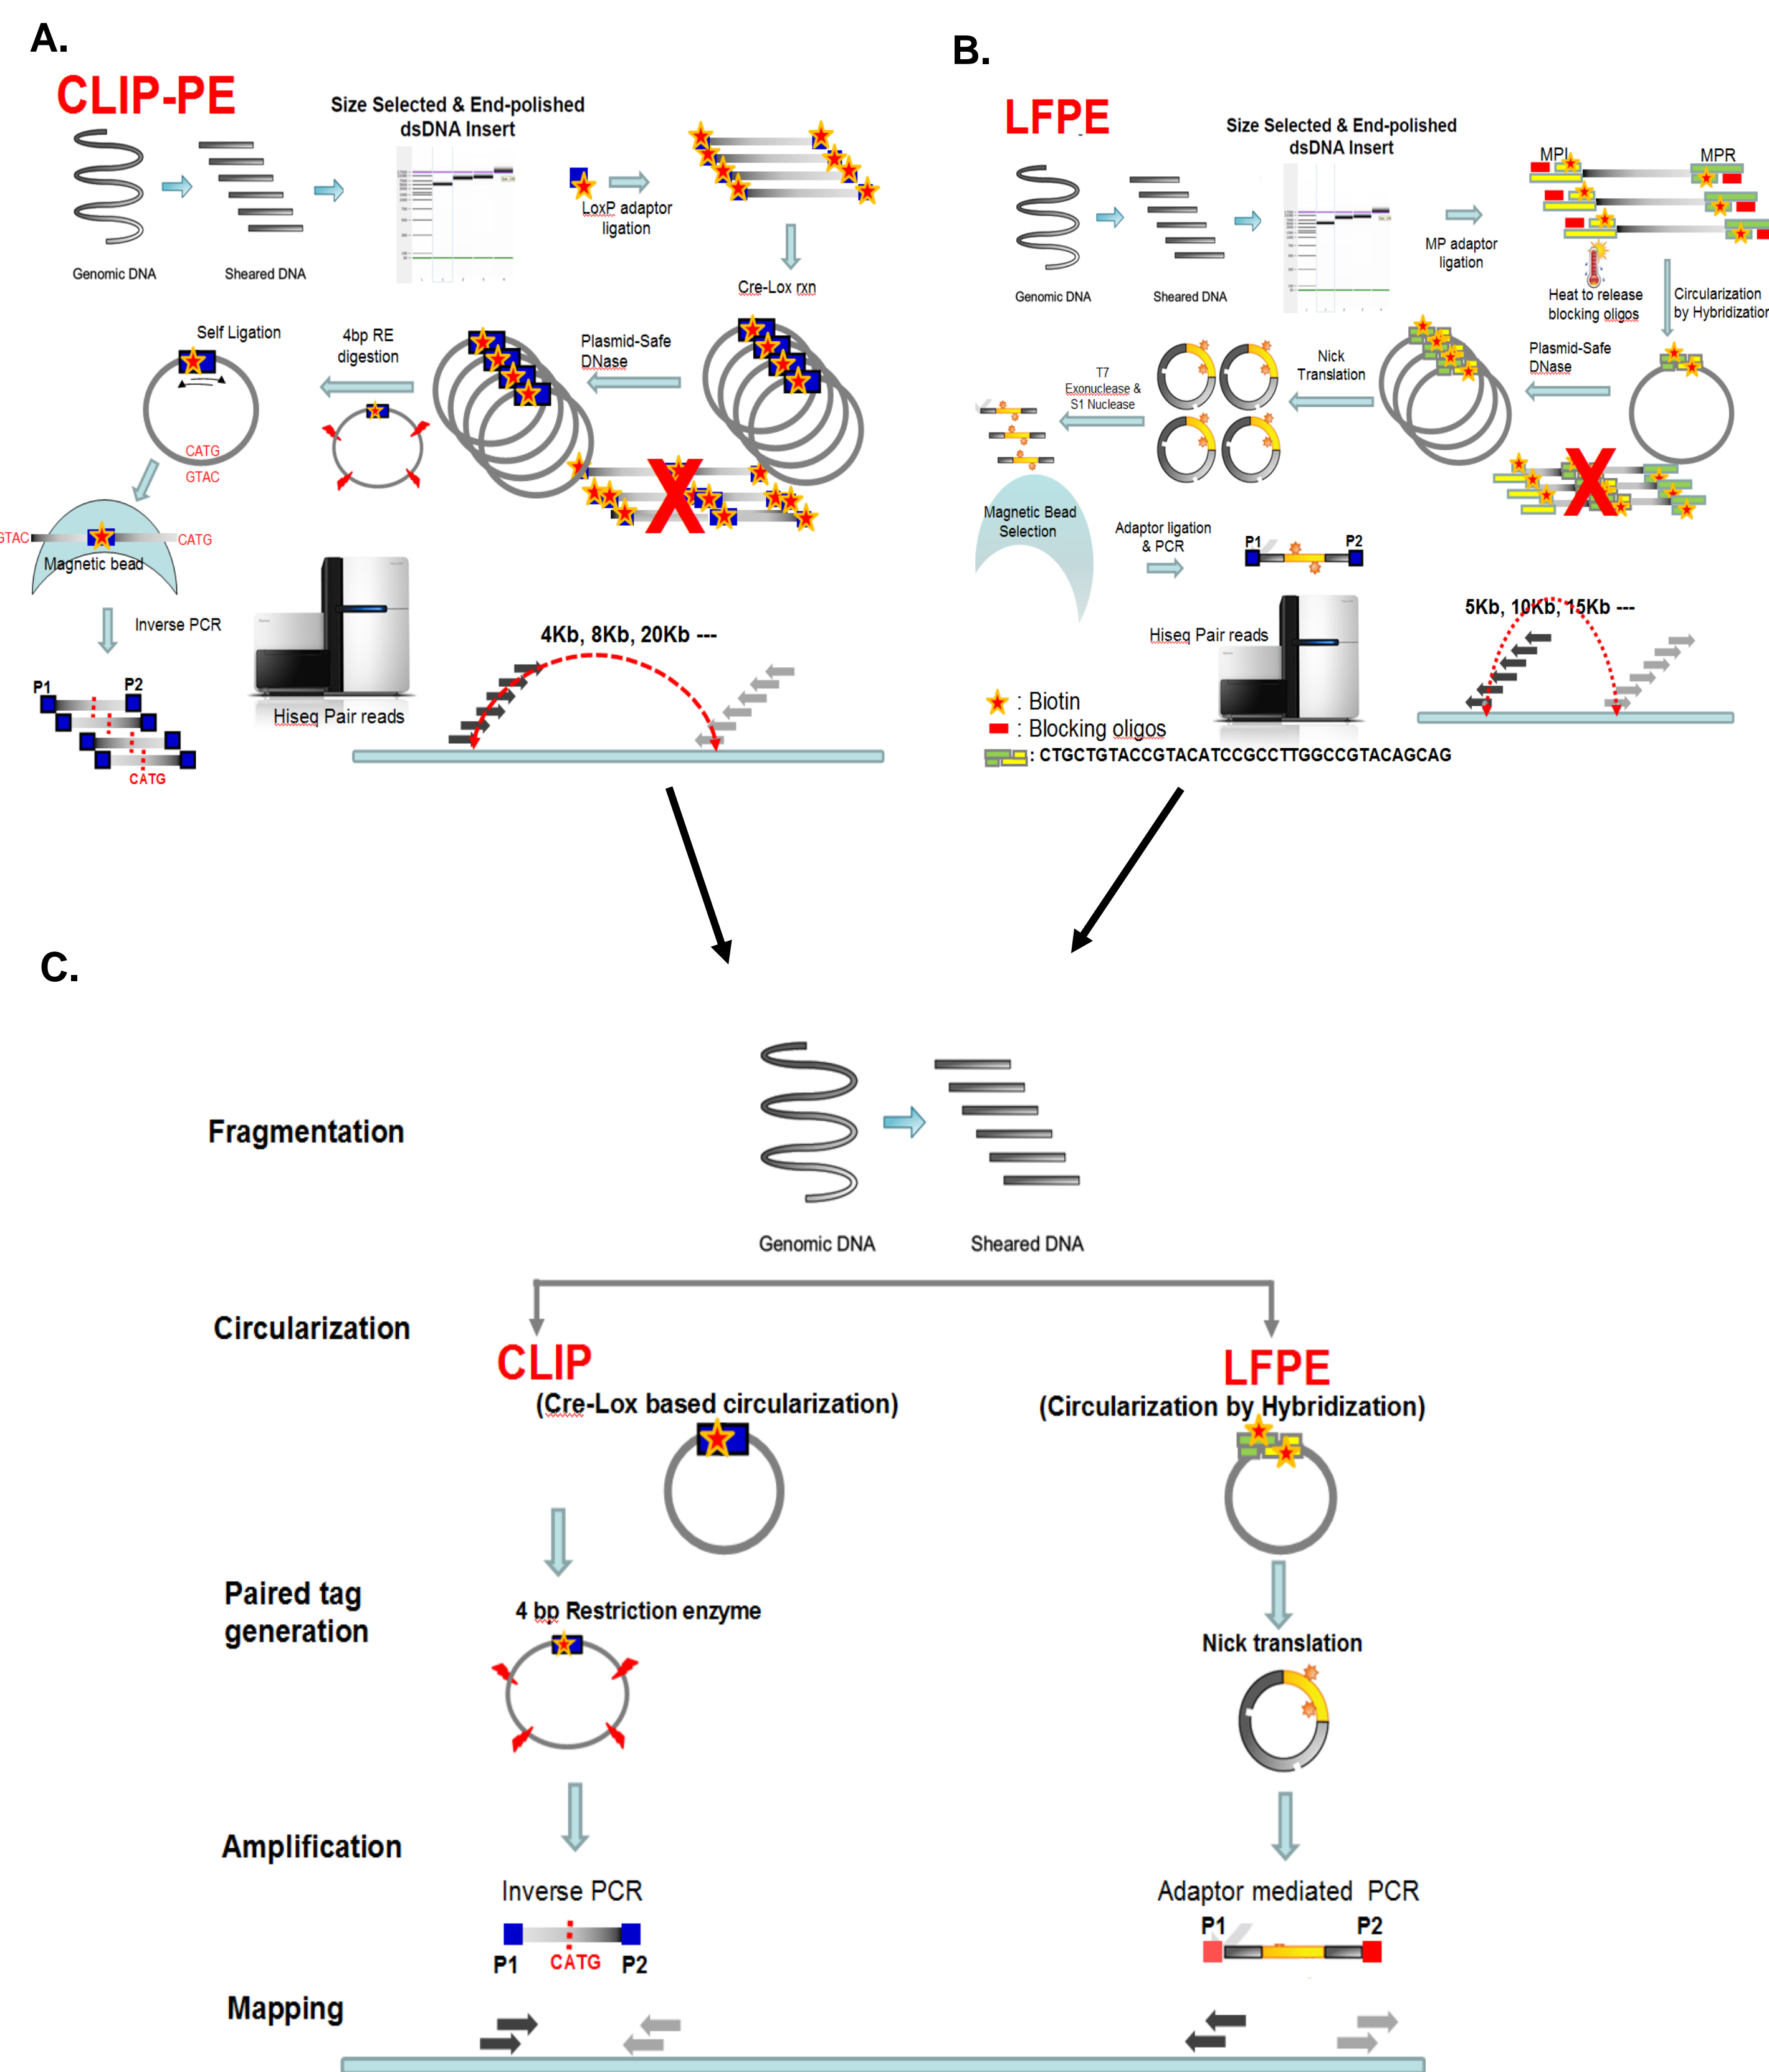 A.
CLIP-PE
Size Selected & End-polished
dsDNA Insert
LoxP adaptor
ligation
Genomic DNA
Sheared DNA
Cre-Lox rxn
Self Ligation
4bp RE
digestion
Plasmid-Safe
DNase
CATG
GTAC
GTAC
CATG
Magnetic bead
Inverse PCR
P1
P2
CATG
Hiseq Pair reads
4Kb, 8Kb, 20Kb ---
B.
LFPE
Size Selected & End-polished
dsDNA Insert
MPL
MPR
MP adaptor
ligation
Genomic DNA
Sheared DNA
Heat to release
blocking oligos
Circularization
by Hybridization
Plasmid-Safe
DNase
Nick
Translation
T7
Exonuclease &
S1 Nuclease
Magnetic Bead
Selection
Adaptor ligation
& PCR
P1
P2
Hiseq Pair reads
5Kb, 10Kb, 15Kb ---
: Biotin
: Blocking oligos
: CTGCTGTACCGTACATCCGCCTTGGCCGTACAGCAG
C.
Fragmentation
Genomic DNA
Sheared DNA
Circularization
CLIP
(Cre-Lox based circularization)
LFPE
(Circularization by Hybridization)
Paired tag
generation
4 bp Restriction enzyme
Nick translation
Amplification
Inverse PCR
P1
CATG
P2
Adaptor mediated PCR
P1
P2
Mapping